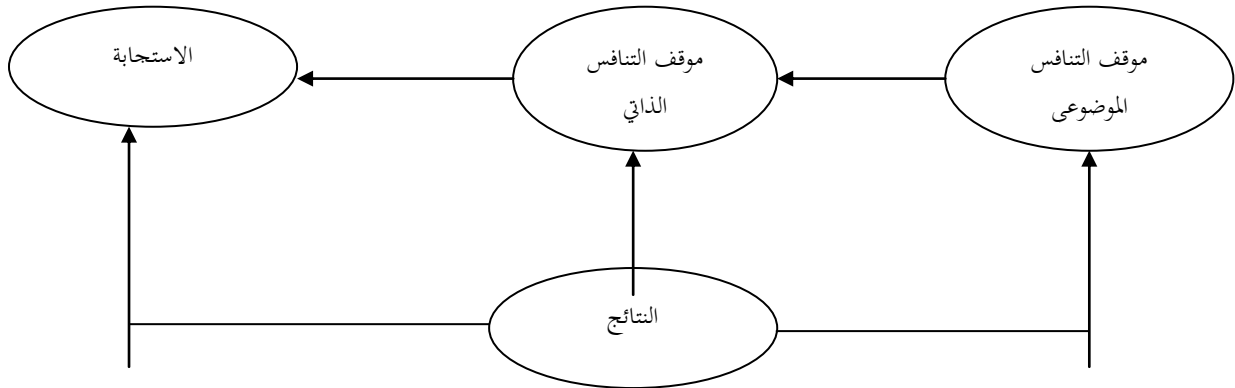 موقف التنافس
الموضوعى
موقف التنافس
الذاتي
الاستجابة
النتائج